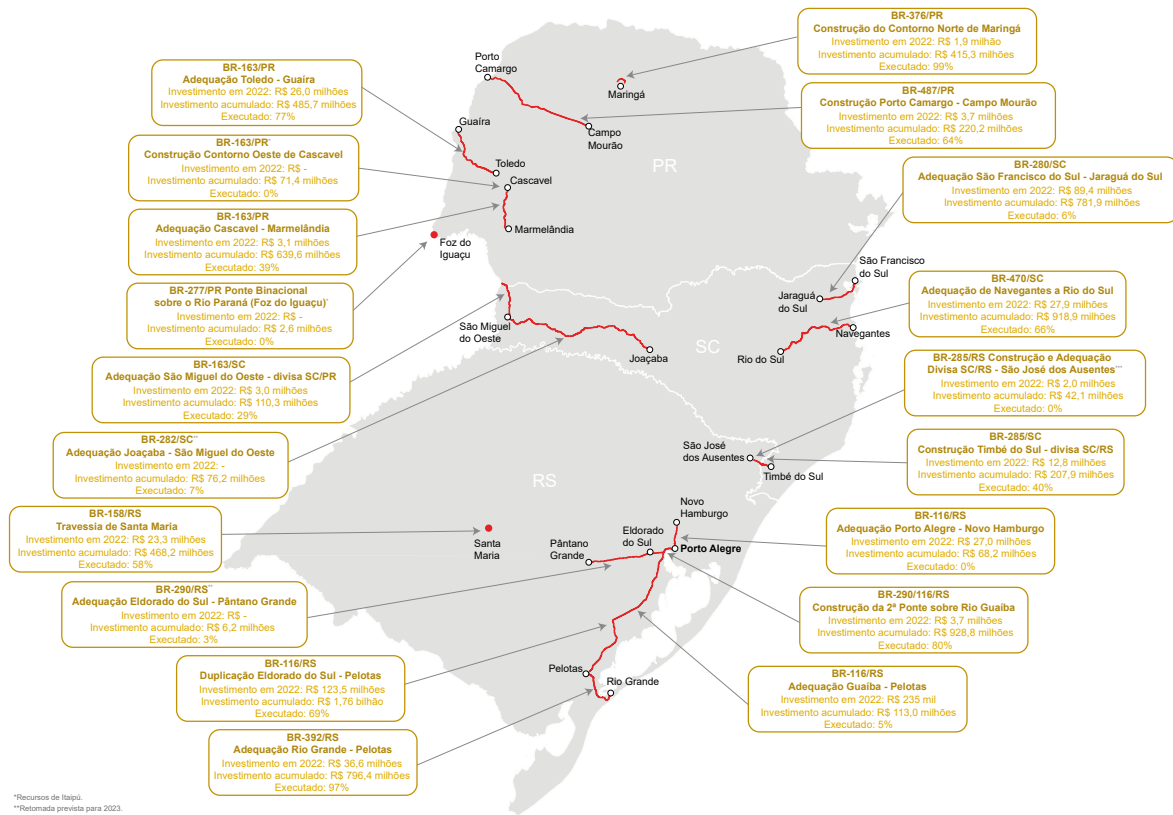 BR-376/PR
Construção do Contorno Norte de Maringá
Investimento em 2022: R$ 1,9 milhão
Investimento acumulado: R$ 415,3 milhões
Executado: 99%
BR-487/PR
Construção Porto Camargo - Campo Mourão
Investimento em 2022: R$ 3,7 milhões
Investimento acumulado: R$ 220,2 milhões
Executado: 64%
BR-280/SC
Adequação São Francisco do Sul - Jaraguá do Sul
Investimento em 2022: R$ 89,4 milhões
Investimento acumulado: R$ 781,9 milhões
Executado: 6%
BR-470/SC
Adequação de Navegantes a Rio do Sul
Investimento em 2022: R$ 27,9 milhões
Investimento acumulado: R$ 918,9 milhões
Executado: 66%
BR-285/RS Construção e Adequação
Divisa SC/RS - São José dos Ausentes***
Investimento em 2022: R$ 2,0 milhões
Investimento acumulado: R$ 42,1 milhões
Executado: 0%
BR-285/SC
Construção Timbé do Sul - divisa SC/RS
Investimento em 2022: R$ 12,8 milhões
Investimento acumulado: R$ 207,9 milhões
Executado: 40%
BR-116/RS
Adequação Porto Alegre - Novo Hamburgo
Investimento em 2022: R$ 27,0 milhões
Investimento acumulado: R$ 68,2 milhões
Executado: 0%
BR-290/116/RS
Construção da 2ª Ponte sobre Rio Guaíba
Investimento em 2022: R$ 3,7 milhões
Investimento acumulado: R$ 928,8 milhões
Executado: 80%
BR-116/RS
Adequação Guaíba - Pelotas
Investimento em 2022: R$ 235 mil
Investimento acumulado: R$ 113,0 milhões
Executado: 5%
BR-163/PR
Adequação Toledo - Guaíra
Investimento em 2022: R$ 26,0 milhões
Investimento acumulado: R$ 485,7 milhões
Executado: 77%
BR-163/PR*
Construção Contorno Oeste de Cascavel
Investimento em 2022: R$ -
Investimento acumulado: R$ 71,4 milhões
Executado: 0%
BR-163/PR
Adequação Cascavel - Marmelândia
Investimento em 2022: R$ 3,1 milhões
Investimento acumulado: R$ 639,6 milhões
Executado: 39%
BR-277/PR Ponte Binacional
sobre o Rio Paraná (Foz do Iguaçu)*
Investimento em 2022: R$ -
Investimento acumulado: R$ 2,6 milhões
Executado: 0%
BR-163/SC
Adequação São Miguel do Oeste - divisa SC/PR
Investimento em 2022: R$ 3,0 milhões
Investimento acumulado: R$ 110,3 milhões
Executado: 29%
BR-282/SC**
Adequação Joaçaba - São Miguel do Oeste
Investimento em 2022: -
Investimento acumulado: R$ 76,2 milhões
Executado: 7%
BR-158/RS
Travessia de Santa Maria
Investimento em 2022: R$ 23,3 milhões
Investimento acumulado: R$ 468,2 milhões
Executado: 58%
BR-290/RS**
Adequação Eldorado do Sul - Pântano Grande
Investimento em 2022: R$ -
Investimento acumulado: R$ 6,2 milhões
Executado: 3%
BR-116/RS
Duplicação Eldorado do Sul - Pelotas
Investimento em 2022: R$ 123,5 milhões
Investimento acumulado: R$ 1,76 bilhão
Executado: 69%
BR-392/RS
Adequação Rio Grande - Pelotas
Investimento em 2022: R$ 36,6 milhões
Investimento acumulado: R$ 796,4 milhões
Executado: 97%
Porto
Camargo
Maringá
Guaíra
Campo
Mourão
PR
Toledo
Cascavel
Marmelândia
Foz do
Iguaçu
São Francisco
do Sul
Jaraguá
do Sul
São Miguel
do Oeste
Joaçaba
SC
Navegantes
Rio do
Sul
São José
dos Ausentes
Timbé do Sul
RS
Novo
Hamburgo
Eldorado
do Sul
Porto Alegre
Pântano
Grande
Santa
Maria
Pelotas
Rio Grande
*Recursos de Itaipú.
**Retomada prevista para 2023.